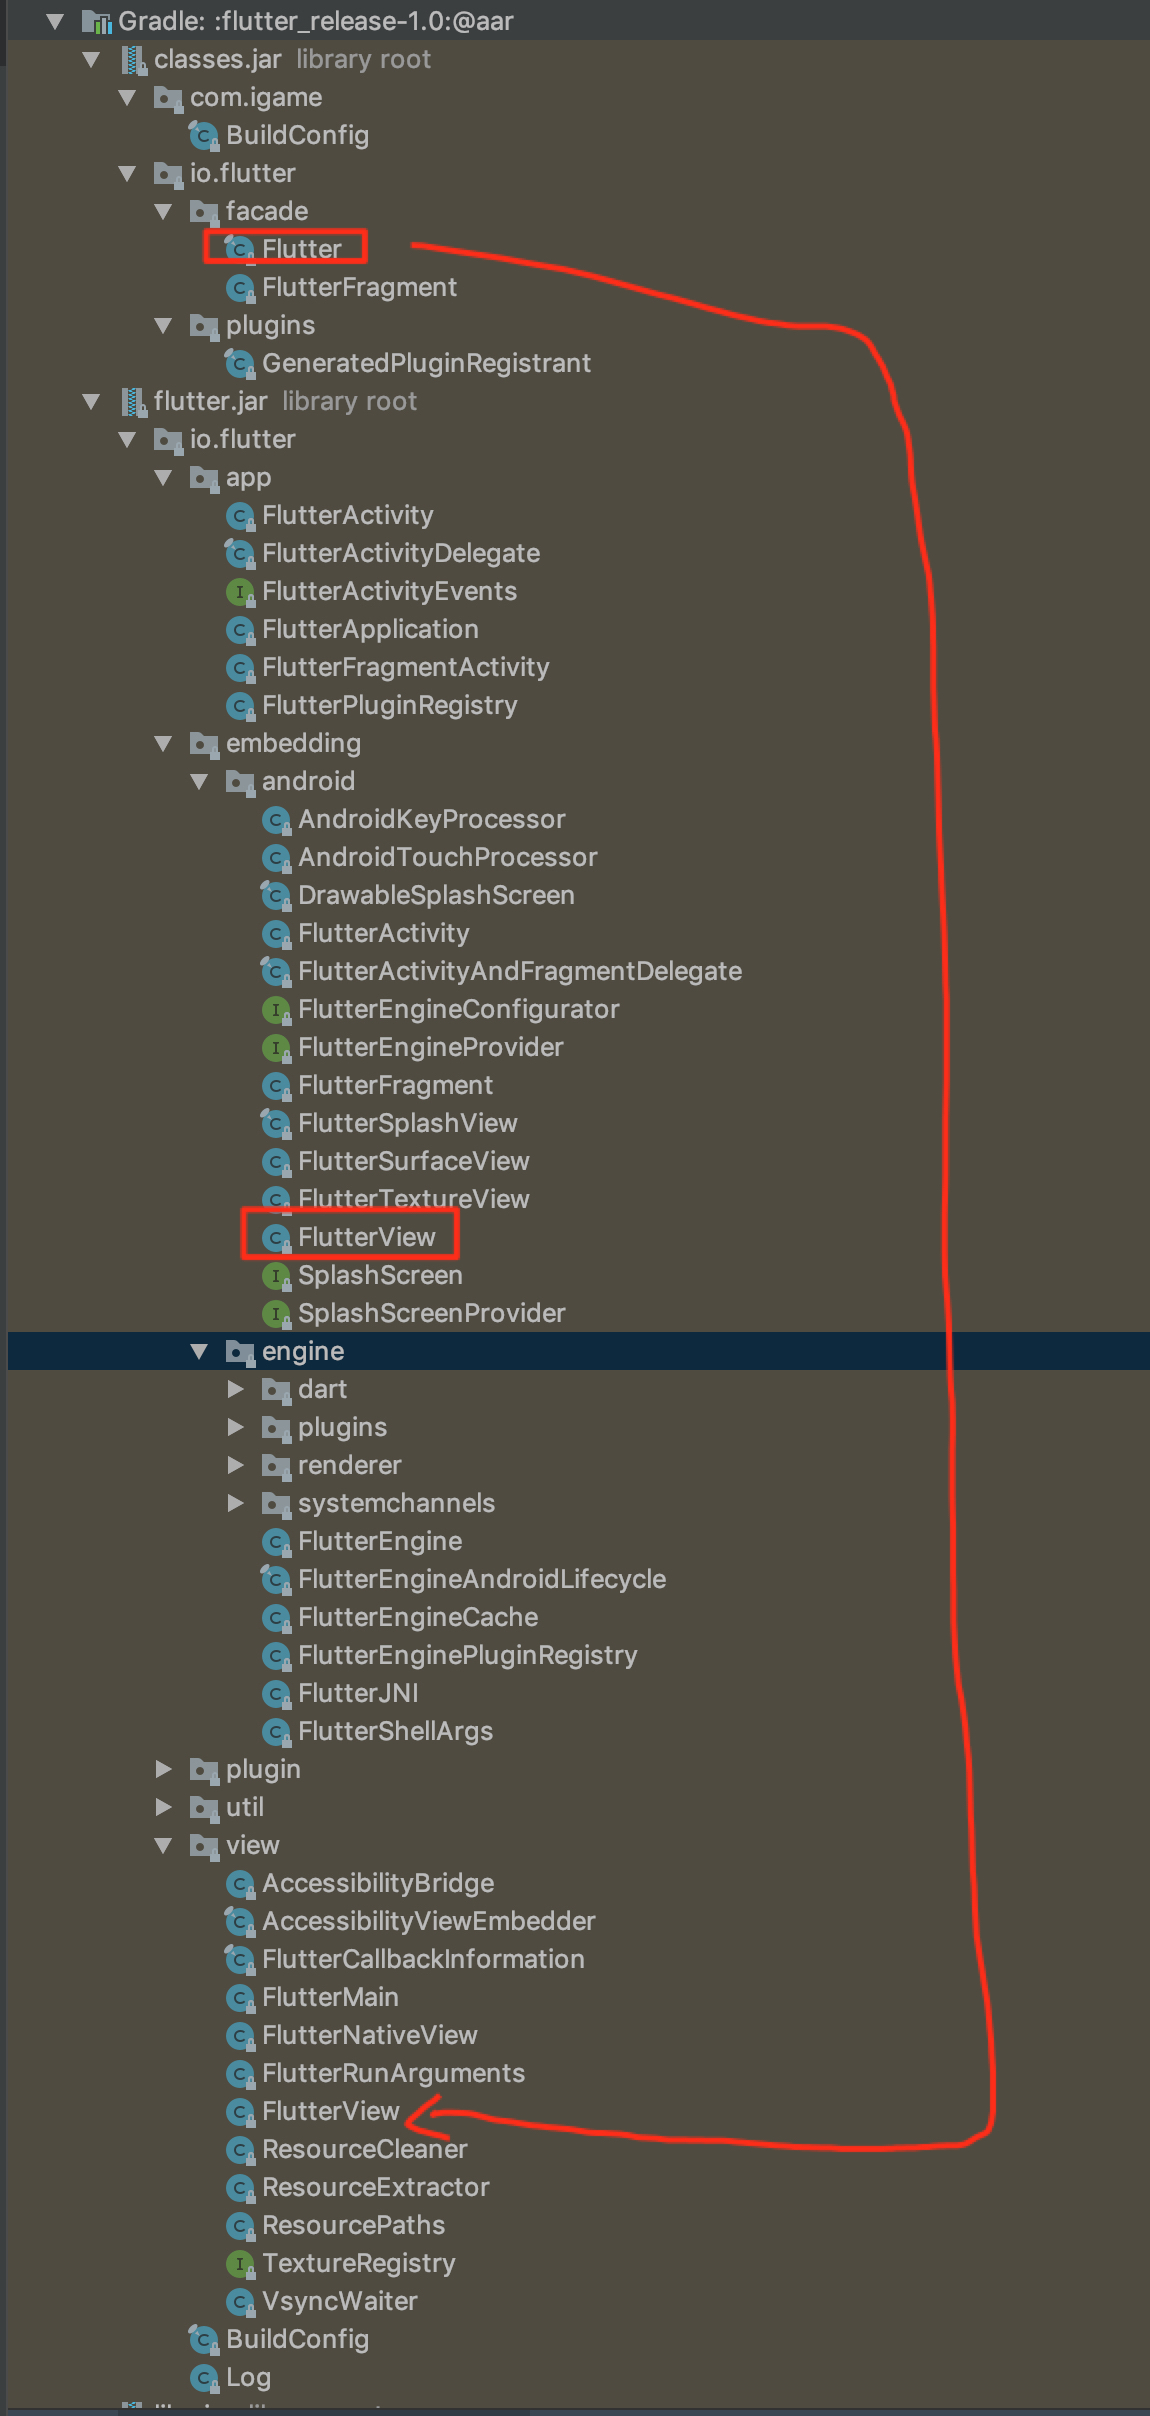 Gradle: :flutter_release-1.0:@aar
classes.jar library root
com.igame
BuildConfig
io.flutter
facade
Flutter
FlutterFragment
plugins
GeneratedPluginRegistrant
flutter.jar library root
io.flutter
app
FlutterActivity
FlutterActivityDelegate
FlutterActivityEvents
FlutterApplication
FlutterFragmentActivity
FlutterPluginRegistry
embedding
android
AndroidKeyProcessor
AndroidTouchProcessor
DrawableSplashScreen
FlutterActivity
FlutterActivityAndFragmentDelegate
FlutterEngineConfigurator
FlutterEngineProvider
FlutterFragment
FlutterSplashView
FlutterSurfaceView
FlutterTextureView
FlutterView
SplashScreen
SplashScreenProvider
engine
dart
plugins
renderer
systemchannels
FlutterEngine
FlutterEngineAndroidLifecycle
FlutterEngineCache
FlutterEnginePluginRegistry
FlutterJNI
FlutterShellArgs
plugin
util
view
AccessibilityBridge
AccessibilityViewEmbedder
FlutterCallbackInformation
FlutterMain
FlutterNativeView
FlutterRunArguments
FlutterView
ResourceCleaner
ResourceExtractor
ResourcePaths
TextureRegistry
VsyncWaiter
BuildConfig
Log